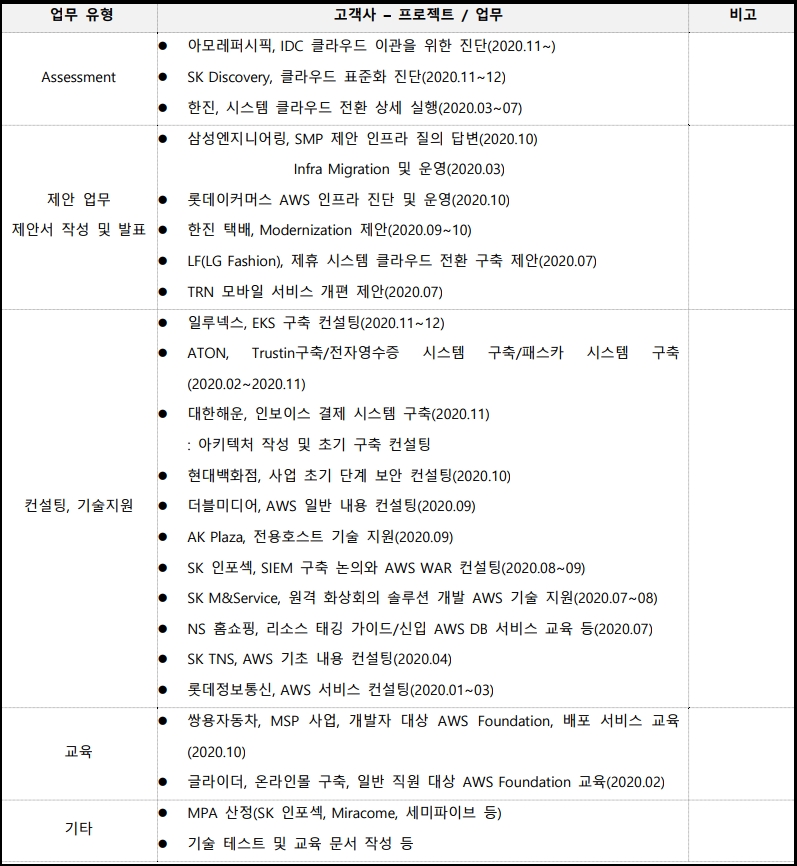 업무 유형 고객사 – 프로젝트 / 업무 비고
Assessment
● 아모레퍼시픽, IDC 클라우드 이관을 위한 진단(2020.11~)
● SK Discovery, 클라우드 표준화 진단(2020.11~12)
● 한진, 시스템 클라우드 전환 상세 실행(2020.03~07)
제안 업무
제안서 작성 및 발표
● 삼성엔지니어링, SMP 제안 인프라 질의 답변(2020.10)
Infra Migration 및 운영(2020.03)
● 롯데이커머스 AWS 인프라 진단 및 운영(2020.10)
● 한진 택배, Modernization 제안(2020.09~10)
● LF(LG Fashion), 제휴 시스템 클라우드 전환 구축 제안(2020.07)
● TRN 모바일 서비스 개편 제안(2020.07)
컨설팅, 기술지원
● 일루넥스, EKS 구축 컨설팅(2020.11~12)
● ATON, Trustin구축/전자영수증 시스템 구축/패스카 시스템 구축
(2020.02~2020.11)
● 대한해운, 인보이스 결제 시스템 구축(2020.11)
: 아키텍처 작성 및 초기 구축 컨설팅
● 현대백화점, 사업 초기 단계 보안 컨설팅(2020.10)
● 더블미디어, AWS 일반 내용 컨설팅(2020.09)
● AK Plaza, 전용호스트 기술 지원(2020.09)
● SK 인포섹, SIEM 구축 논의와 AWS WAR 컨설팅(2020.08~09)
● SK M&Service, 원격 화상회의 솔루션 개발 AWS 기술 지원(2020.07~08)
● NS 홈쇼핑, 리소스 태깅 가이드/신입 AWS DB 서비스 교육 등(2020.07)
● SK TNS, AWS 기초 내용 컨설팅(2020.04)
● 롯데정보통신, AWS 서비스 컨설팅(2020.01~03)
교육
● 쌍용자동차, MSP 사업, 개발자 대상 AWS Foundation, 배포 서비스 교육
(2020.10)
● 글라이더, 온라인몰 구축, 일반 직원 대상 AWS Foundation 교육(2020.02)
기타
● MPA 산정(SK 인포섹, Miracome, 세미파이브 등)
● 기술 테스트 및 교육 문서 작성 등